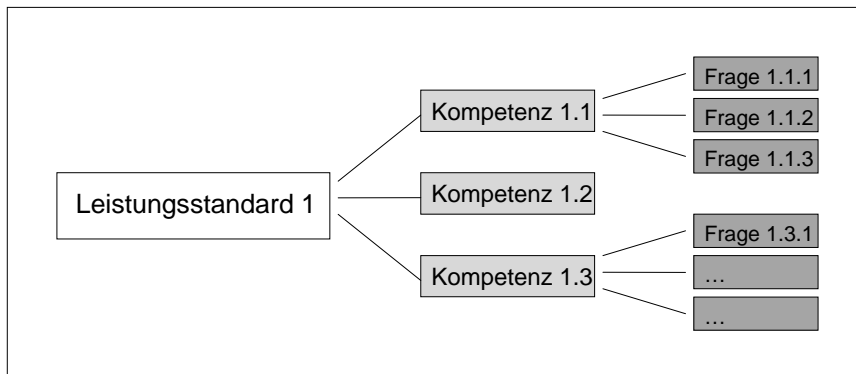 Leistungsstandard 1
Kompetenz 1.1
Frage 1.1.1
Frage 1.1.2
Frage 1.1.3
Kompetenz 1.2
Kompetenz 1.3
Frage 1.3.1
…
…